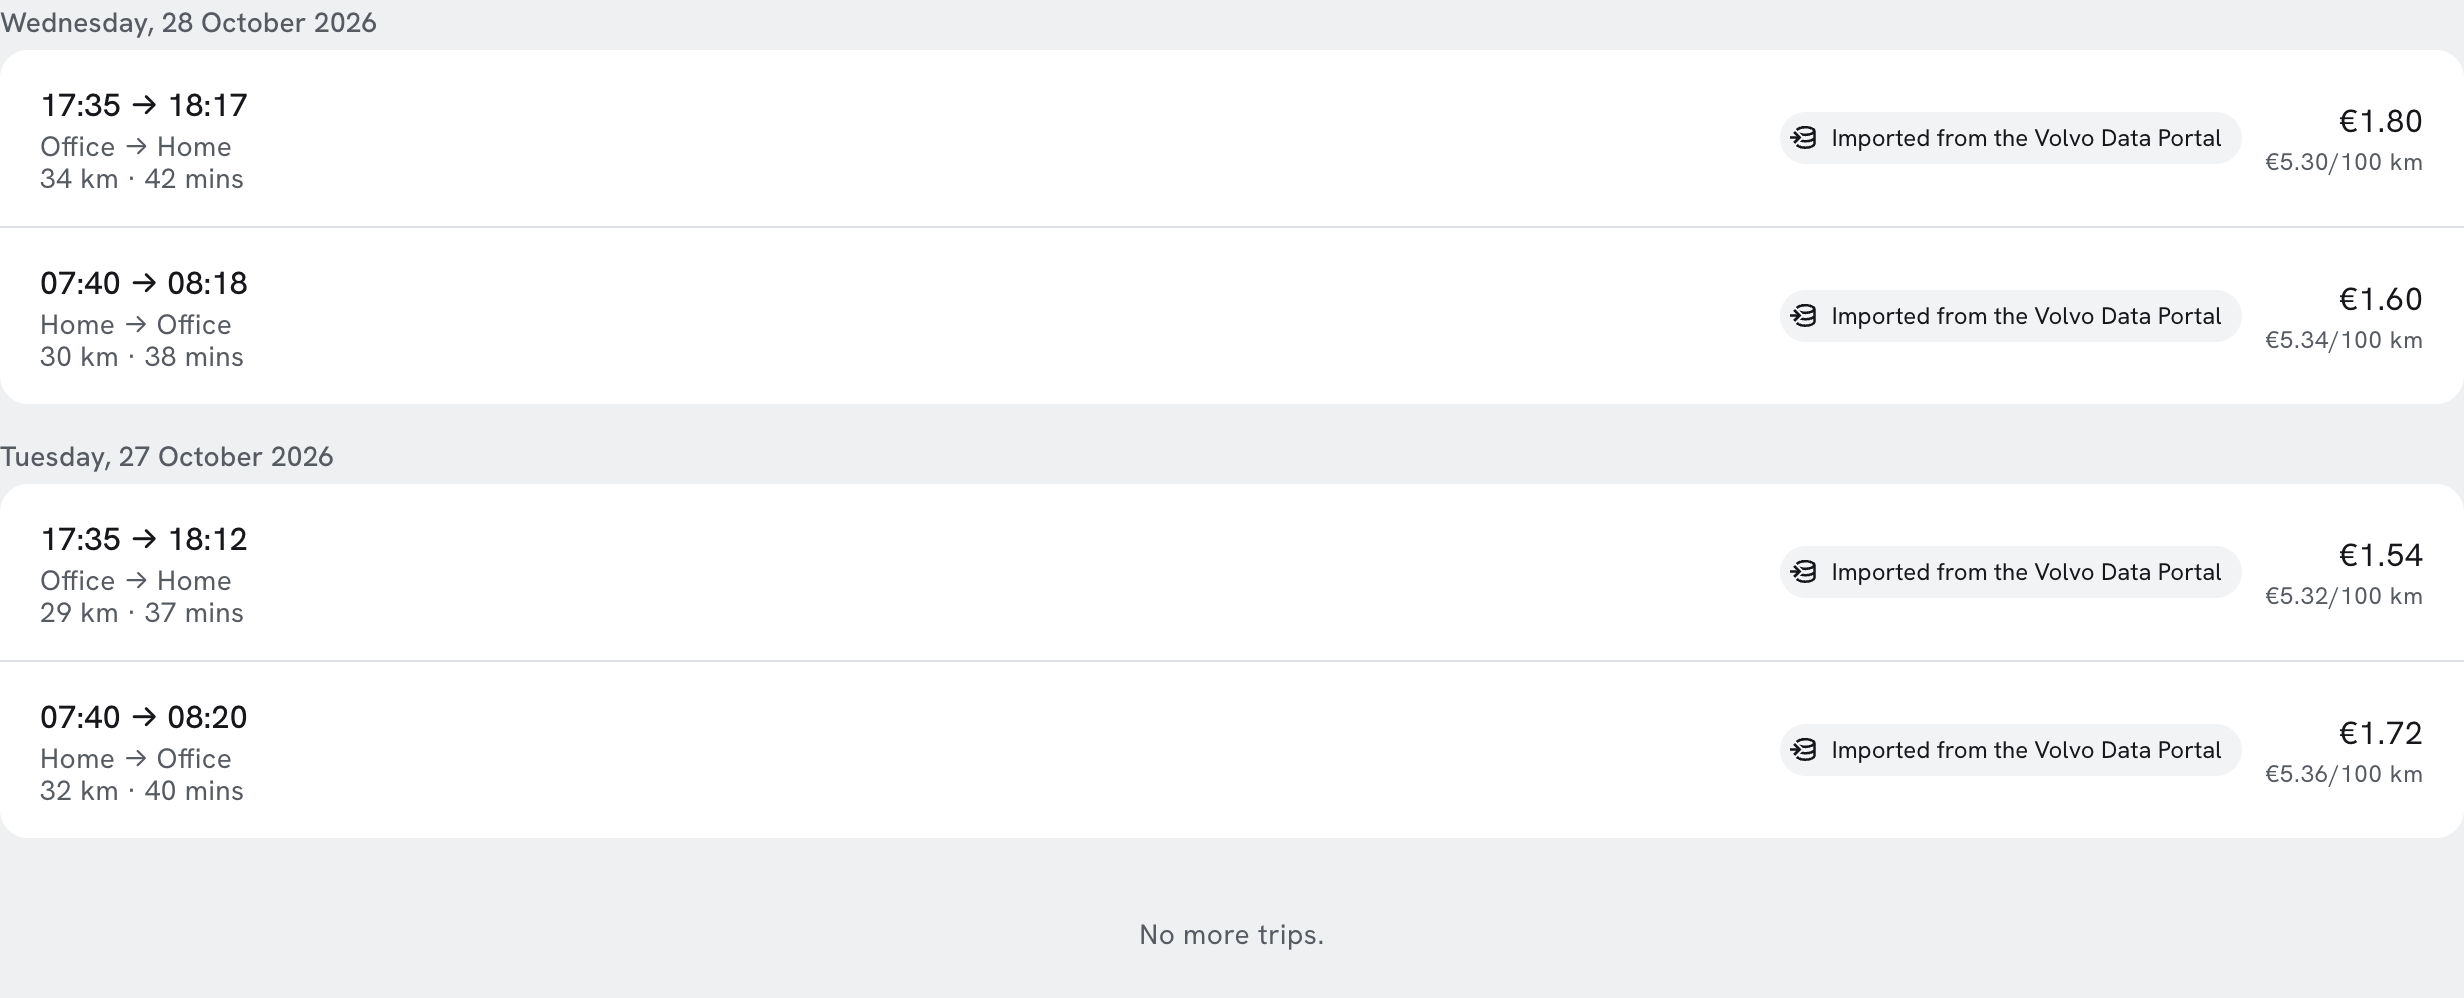 Wednesday, 28 October 2026
17:35 → 18:17
Office → Home
34 km · 42 mins
Imported from the Volvo Data Portal
€1.80
€5.30/100 km
07:40 → 08:18
Home → Office
30 km · 38 mins
Imported from the Volvo Data Portal
€1.60
€5.34/100 km
Tuesday, 27 October 2026
17:35 → 18:12
Office → Home
29 km · 37 mins
Imported from the Volvo Data Portal
€1.54
€5.32/100 km
07:40 → 08:20
Home → Office
32 km · 40 mins
Imported from the Volvo Data Portal
€1.72
€5.36/100 km
No more trips.